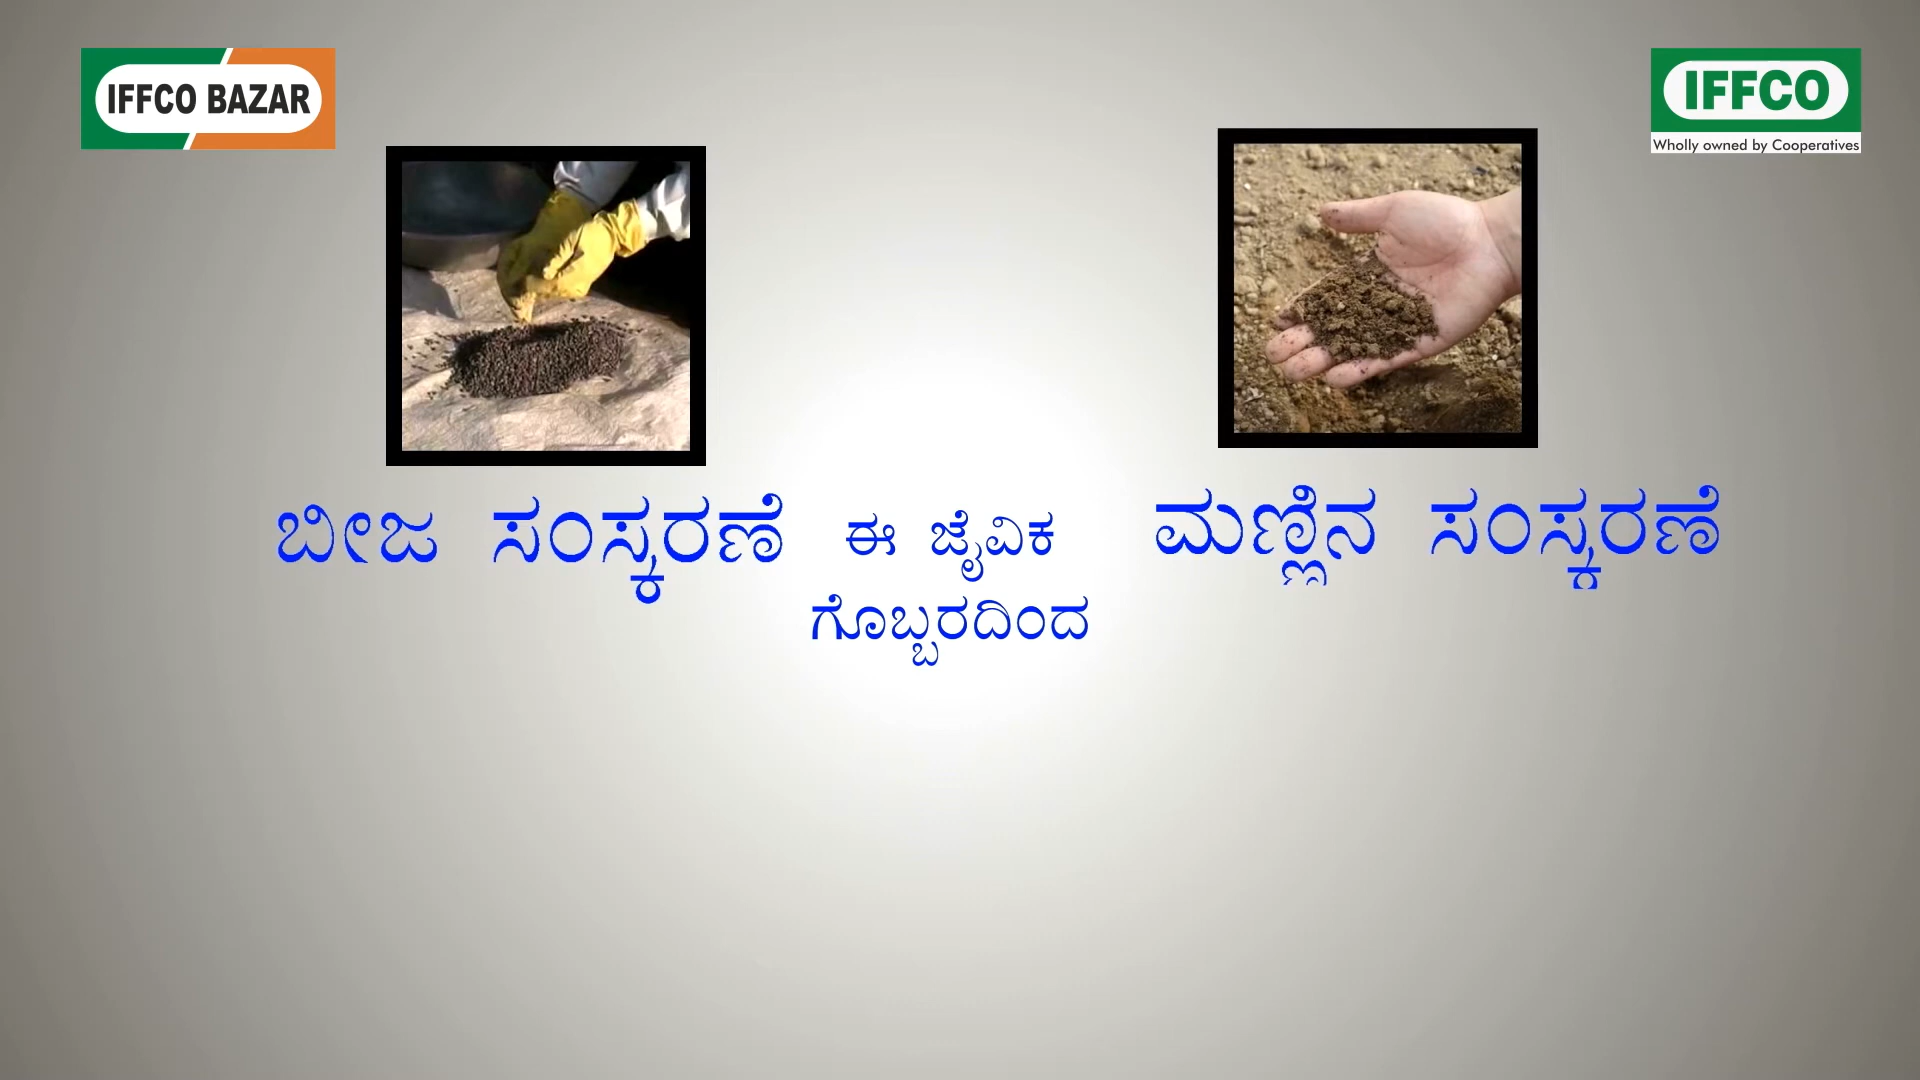 IFFCO BAZAR
IFFCO
Wholly owned by Cooperatives
ಬೀಜ ಸಂಸ್ಕರಣೆ
ಈ ಜೈವಿಕ
ಗೊಬ್ಬರದಿಂದ
ಮಣ್ಣಿನ ಸಂಸ್ಕರಣೆ